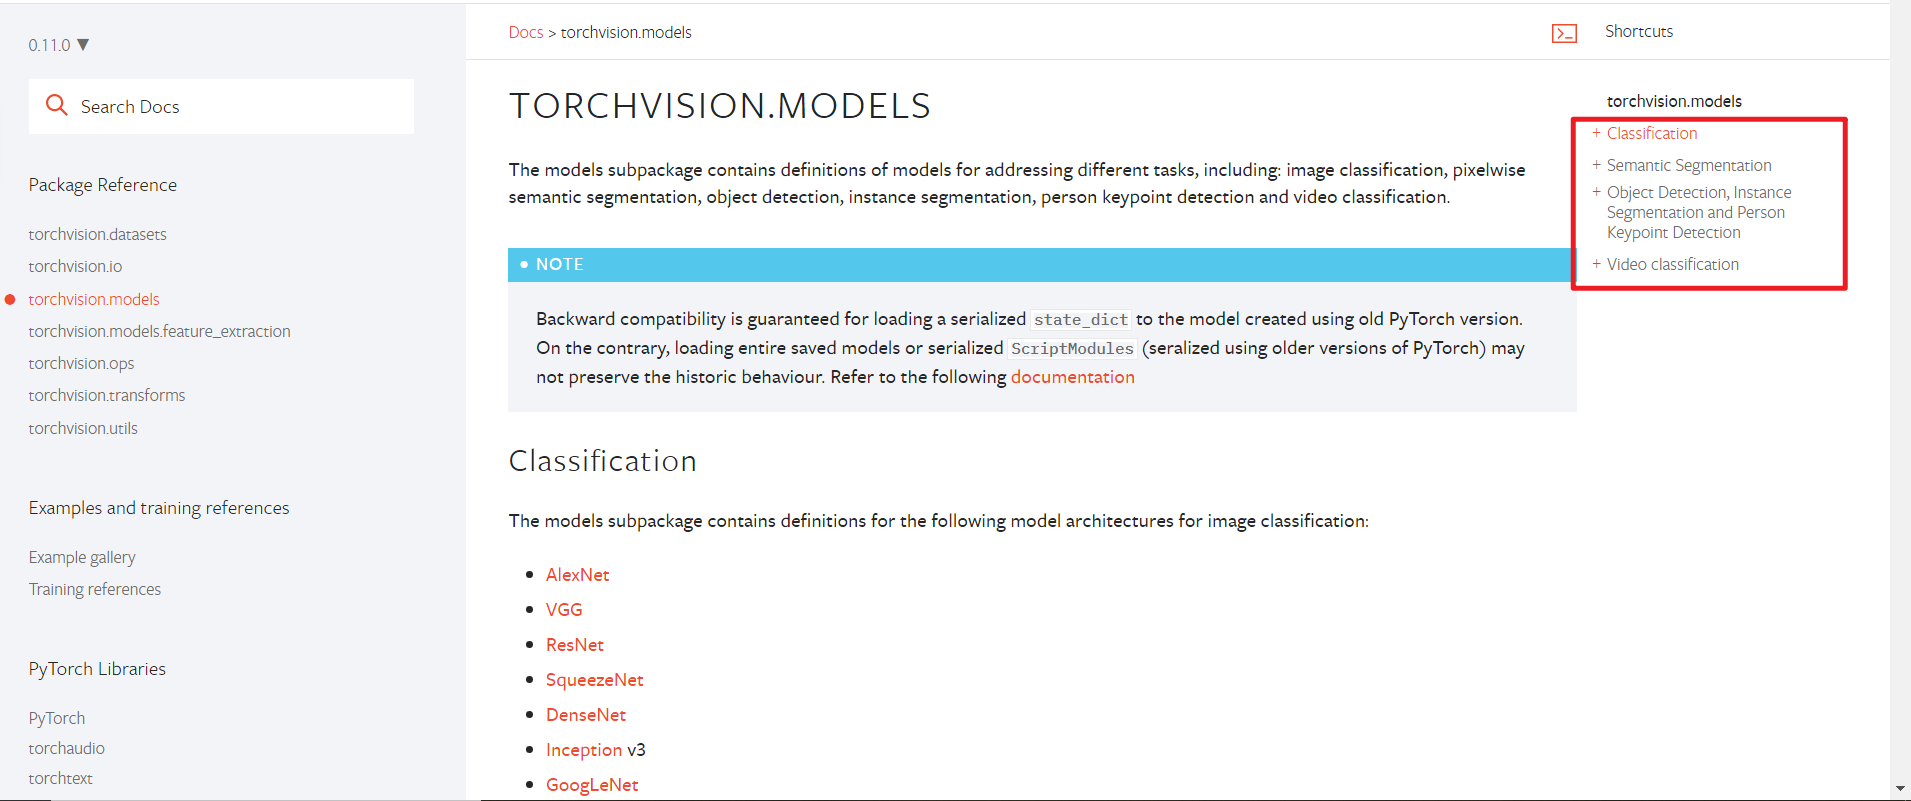 0.11.0 ▼
Search Docs
Package Reference
torchvision.datasets
torchvision.io
torchvision.models
torchvision.models.feature_extraction
torchvision.ops
torchvision.transforms
torchvision.utils
Examples and training references
Example gallery
Training references
PyTorch Libraries
PyTorch
torchaudio
torchtext
Docs > torchvision.models
Shortcuts
TORCHVISION.MODELS
The models subpackage contains definitions of models for addressing different tasks, including: image classification, pixelwise
semantic segmentation, object detection, instance segmentation, person keypoint detection and video classification.
• NOTE
Backward compatibility is guaranteed for loading a serialized state_dict to the model created using old PyTorch version.
On the contrary, loading entire saved models or serialized ScriptModules (seralized using older versions of PyTorch) may
not preserve the historic behaviour. Refer to the following documentation
Classification
The models subpackage contains definitions for the following model architectures for image classification:
• AlexNet
• VGG
• ResNet
• SqueezeNet
• DenseNet
• Inception v3
• GoogLeNet
torchvision.models
+ Classification
+ Semantic Segmentation
+ Object Detection, Instance
Segmentation and Person
Keypoint Detection
+ Video classification